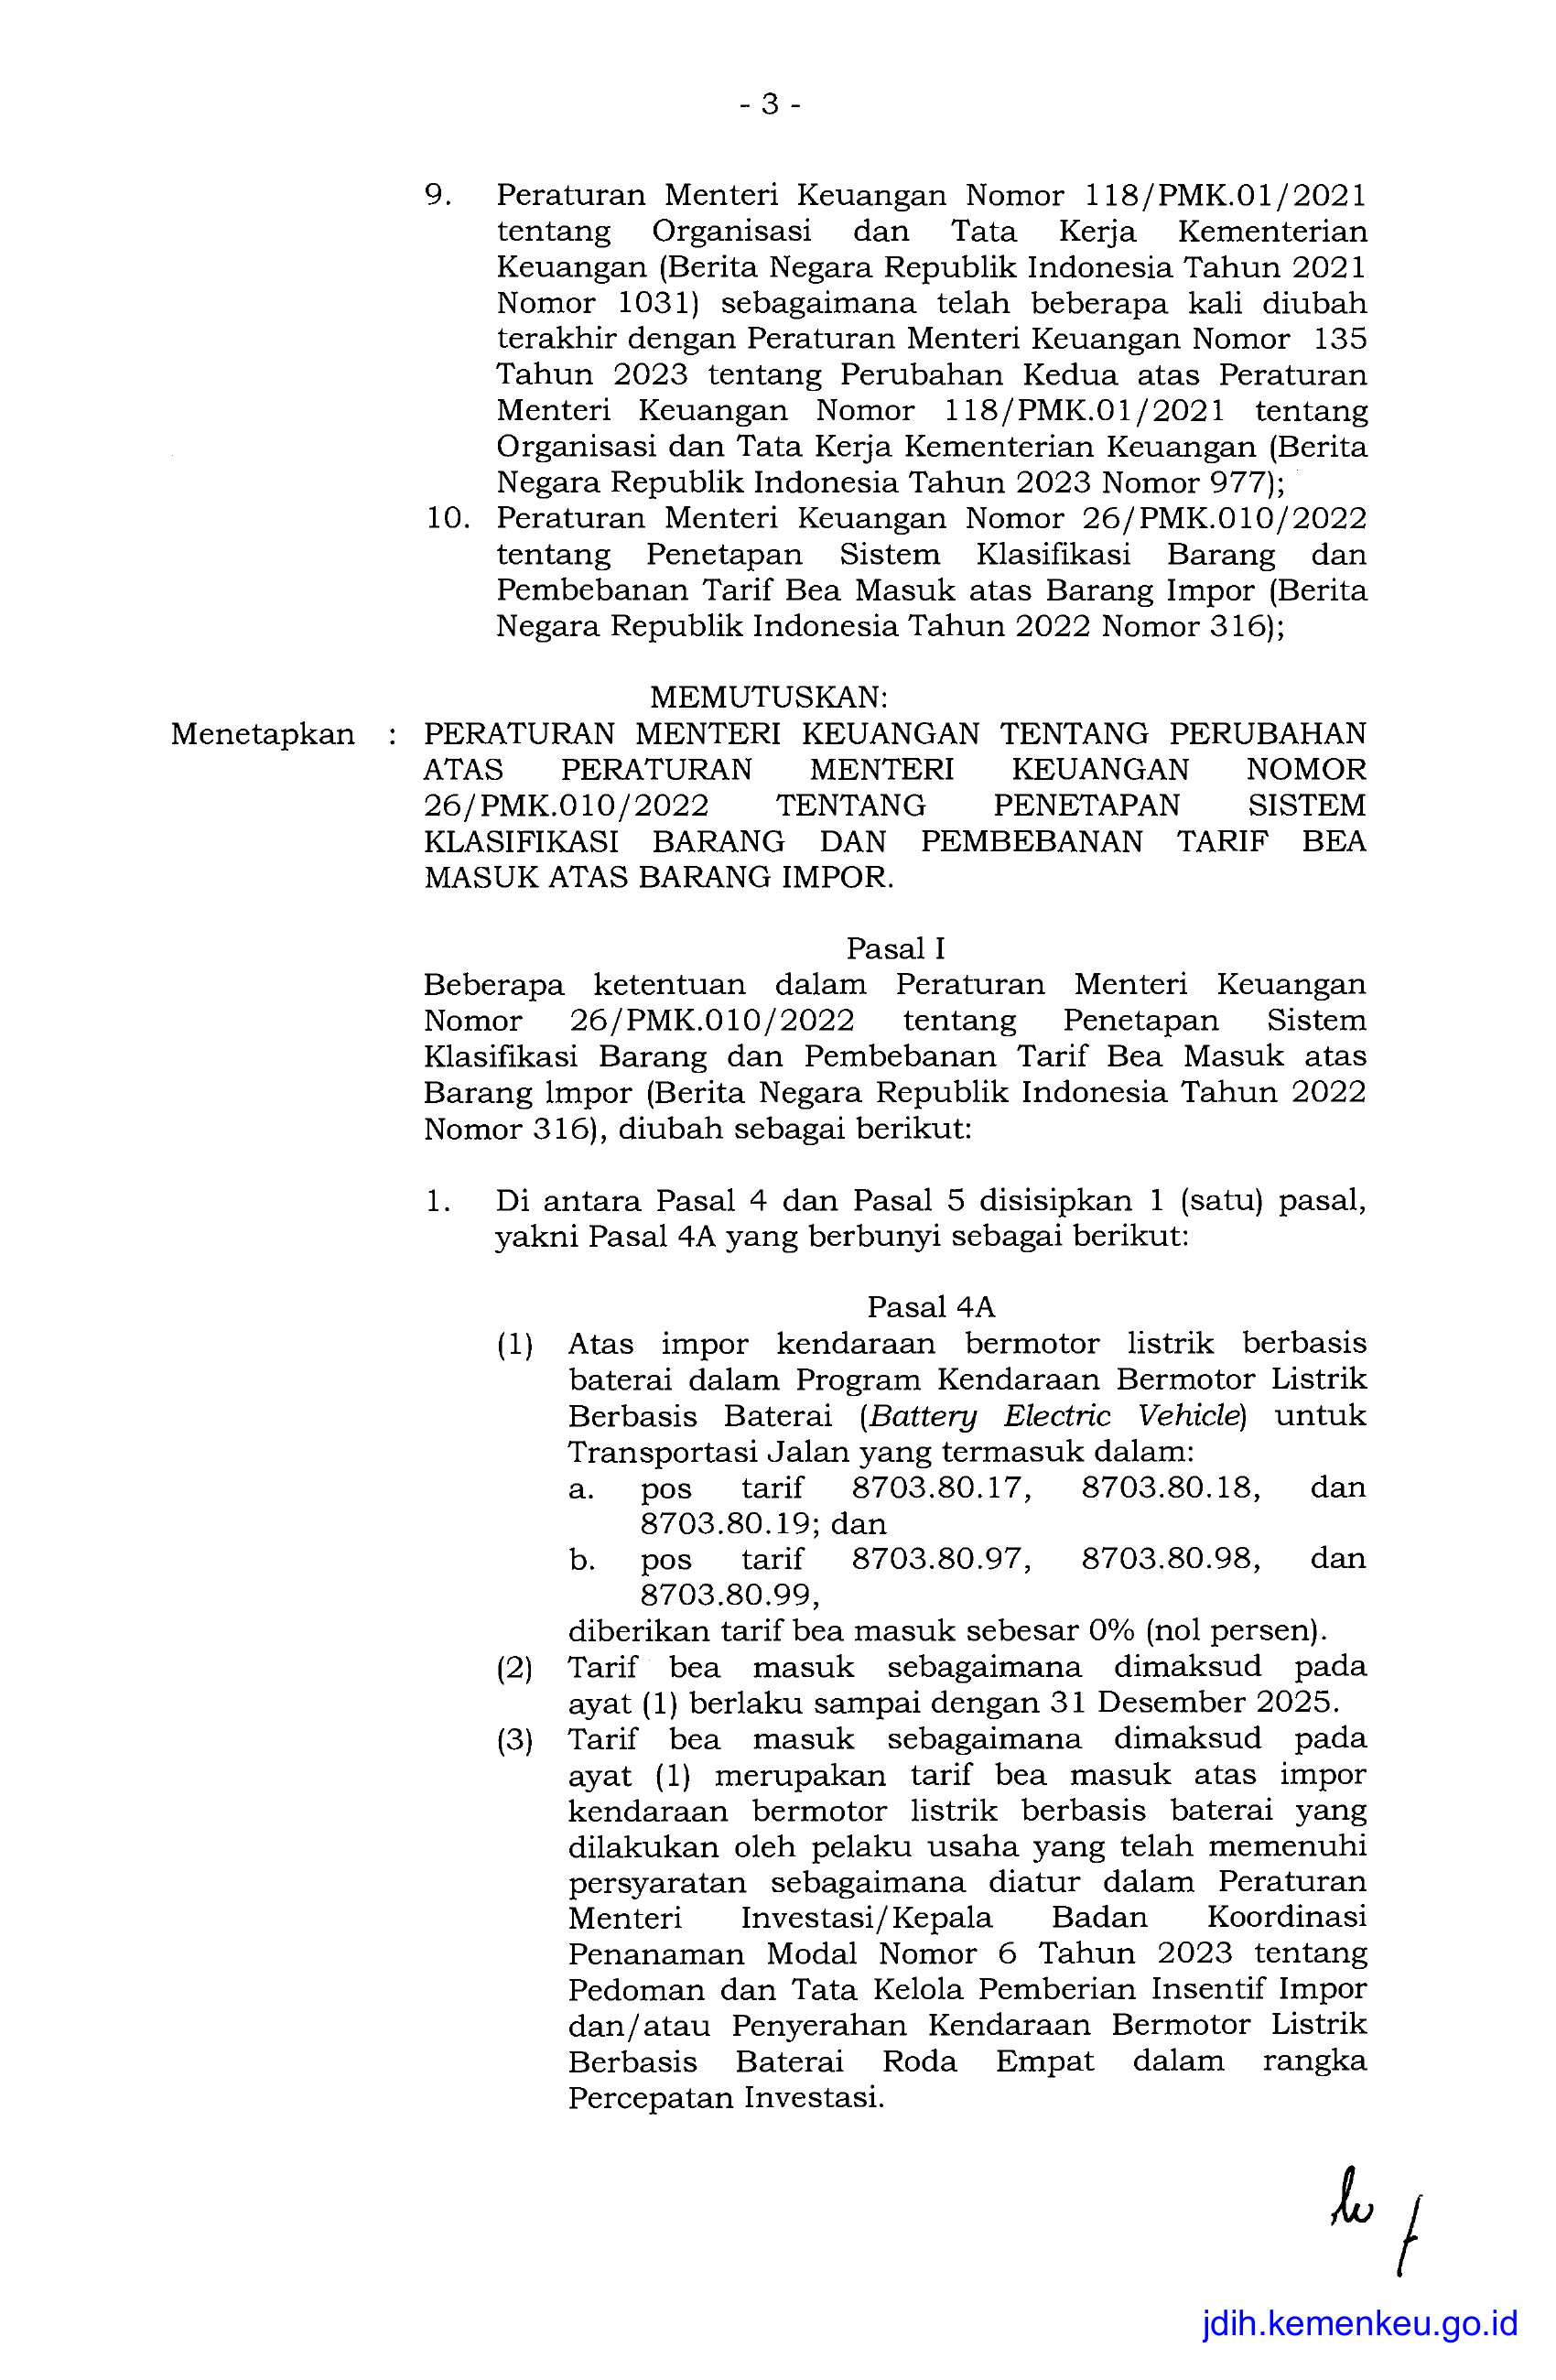 - 3 -
9. Peraturan Menteri Keuangan Nomor 118/PMK.01/2021
tentang Organisasi dan Tata Kerja Kementerian
Keuangan (Berita Negara Republik Indonesia Tahun 2021
Nomor 1031) sebagaimana telah beberapa kali diubah
terakhir dengan Peraturan Menteri Keuangan Nomor 135
Tahun 2023 tentang Perubahan Kedua atas Peraturan
Menteri Keuangan Nomor 118/PMK.01/2021 tentang
Organisasi dan Tata Kerja Kementerian Keuangan (Berita
Negara Republik Indonesia Tahun 2023 Nomor 977);
10. Peraturan Menteri Keuangan Nomor 26/PMK.010/2022
tentang Penetapan Sistem Klasifikasi Barang dan
Pembebanan Tarif Bea Masuk atas Barang Impor (Berita
Negara Republik Indonesia Tahun 2022 Nomor 316);
MEMUTUSKAN:
Menetapkan : PERATURAN MENTERI KEUANGAN TENTANG PERUBAHAN
ATAS PERATURAN MENTERI KEUANGAN NOMOR
26/PMK.010/2022 TENTANG PENETAPAN SISTEM
KLASIFIKASI BARANG DAN PEMBEBANAN TARIF BEA
MASUK ATAS BARANG IMPOR.
Pasal I
Beberapa ketentuan dalam Peraturan Menteri Keuangan
Nomor 26/PMK.010/2022 tentang Penetapan Sistem
Klasifikasi Barang dan Pembebanan Tarif Bea Masuk atas
Barang Impor (Berita Negara Republik Indonesia Tahun 2022
Nomor 316), diubah sebagai berikut:
1. Di antara Pasal 4 dan Pasal 5 disisipkan 1 (satu) pasal,
yakni Pasal 4A yang berbunyi sebagai berikut:
Pasal 4A
(1) Atas impor kendaraan bermotor listrik berbasis
baterai dalam Program Kendaraan Bermotor Listrik
Berbasis Baterai (Battery Electric Vehicle) untuk
Transportasi Jalan yang termasuk dalam:
a. pos tarif 8703.80.17, 8703.80.18, dan
8703.80.19; dan
b. pos tarif 8703.80.97, 8703.80.98, dan
8703.80.99,
diberikan tarif bea masuk sebesar 0% (nol persen).
(2) Tarif bea masuk sebagaimana dimaksud pada
ayat (1) berlaku sampai dengan 31 Desember 2025.
(3) Tarif bea masuk sebagaimana dimaksud pada
ayat (1) merupakan tarif bea masuk atas impor
kendaraan bermotor listrik berbasis baterai yang
dilakukan oleh pelaku usaha yang telah memenuhi
persyaratan sebagaimana diatur dalam Peraturan
Menteri Investasi/Kepala Badan Koordinasi
Penanaman Modal Nomor 6 Tahun 2023 tentang
Pedoman dan Tata Kelola Pemberian Insentif Impor
dan/atau Penyerahan Kendaraan Bermotor Listrik
Berbasis Baterai Roda Empat dalam rangka
Percepatan Investasi.
jdih.kemenkeu.go.id